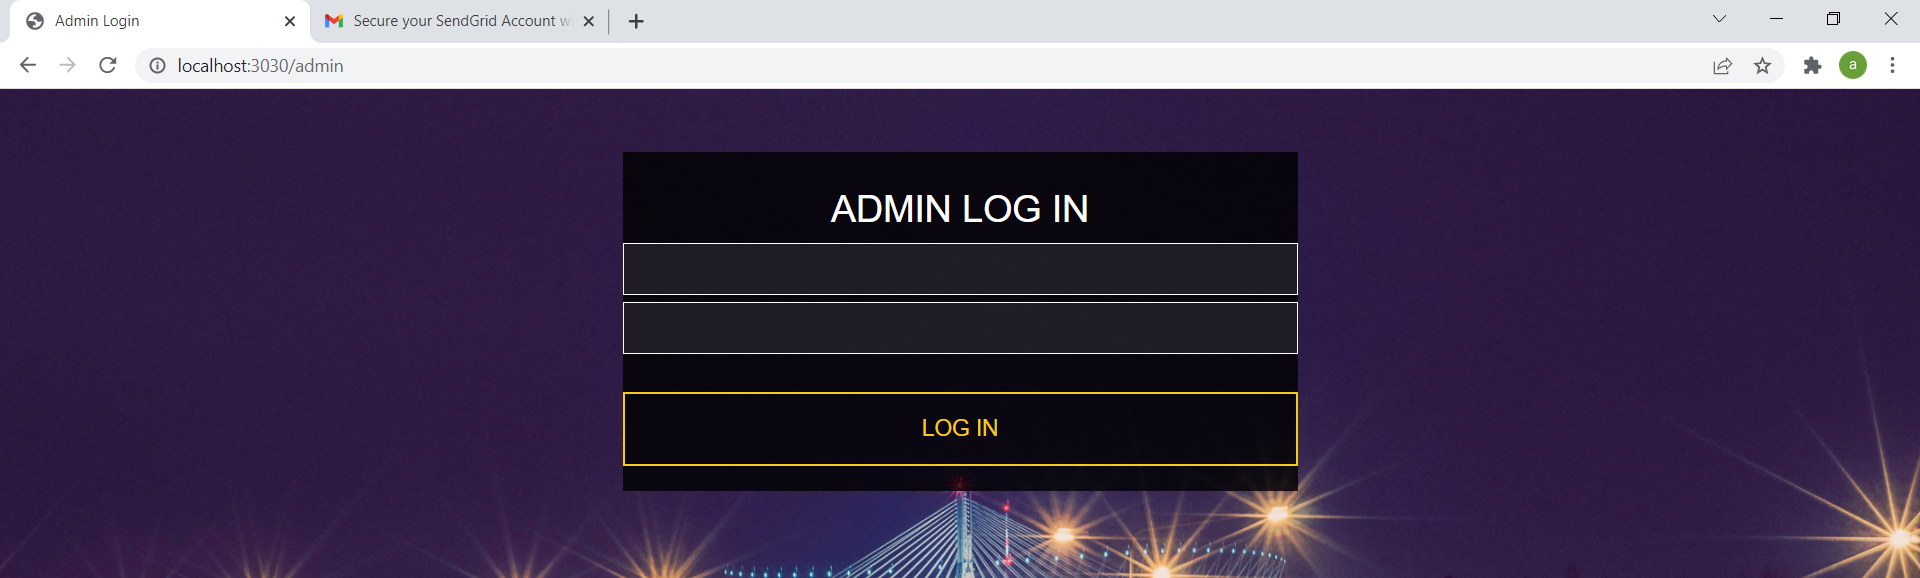 Admin Login
Secure your SendGrid Account w
localhost:3030/admin
a
ADMIN LOG IN
LOG IN